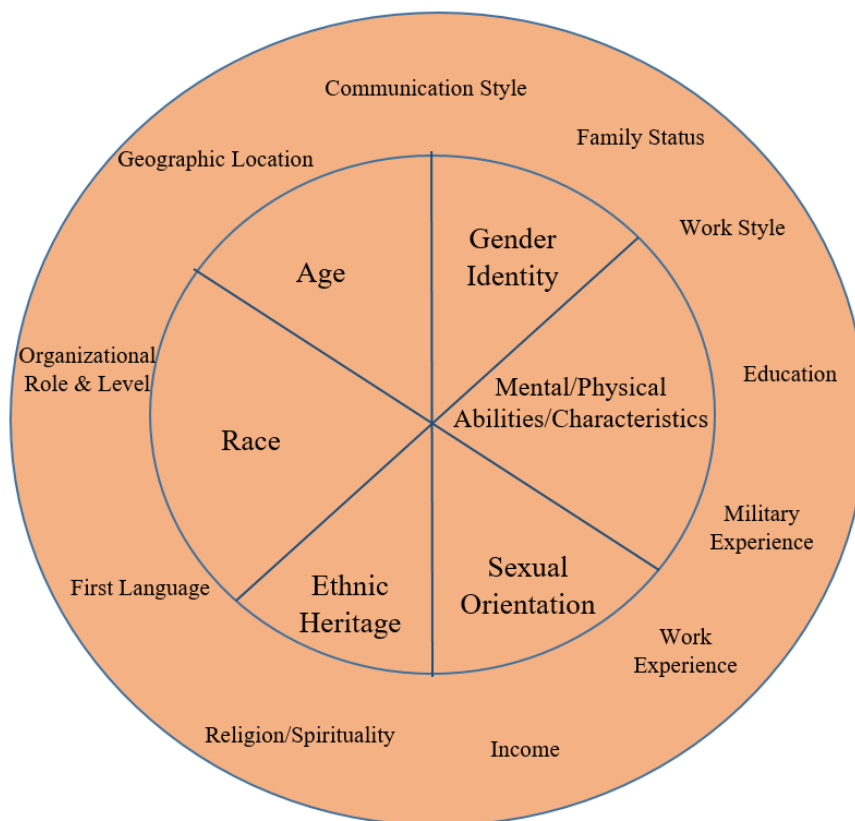 Communication Style
Family Status
Geographic Location
Work Style
Gender
Identity
Age
Organizational
Role & Level
Education
Mental/Physical
Abilities/Characteristics
Race
Military
Experience
First Language
Sexual
Orientation
Ethnic
Heritage
Work
Experience
Religion/Spirituality
Income